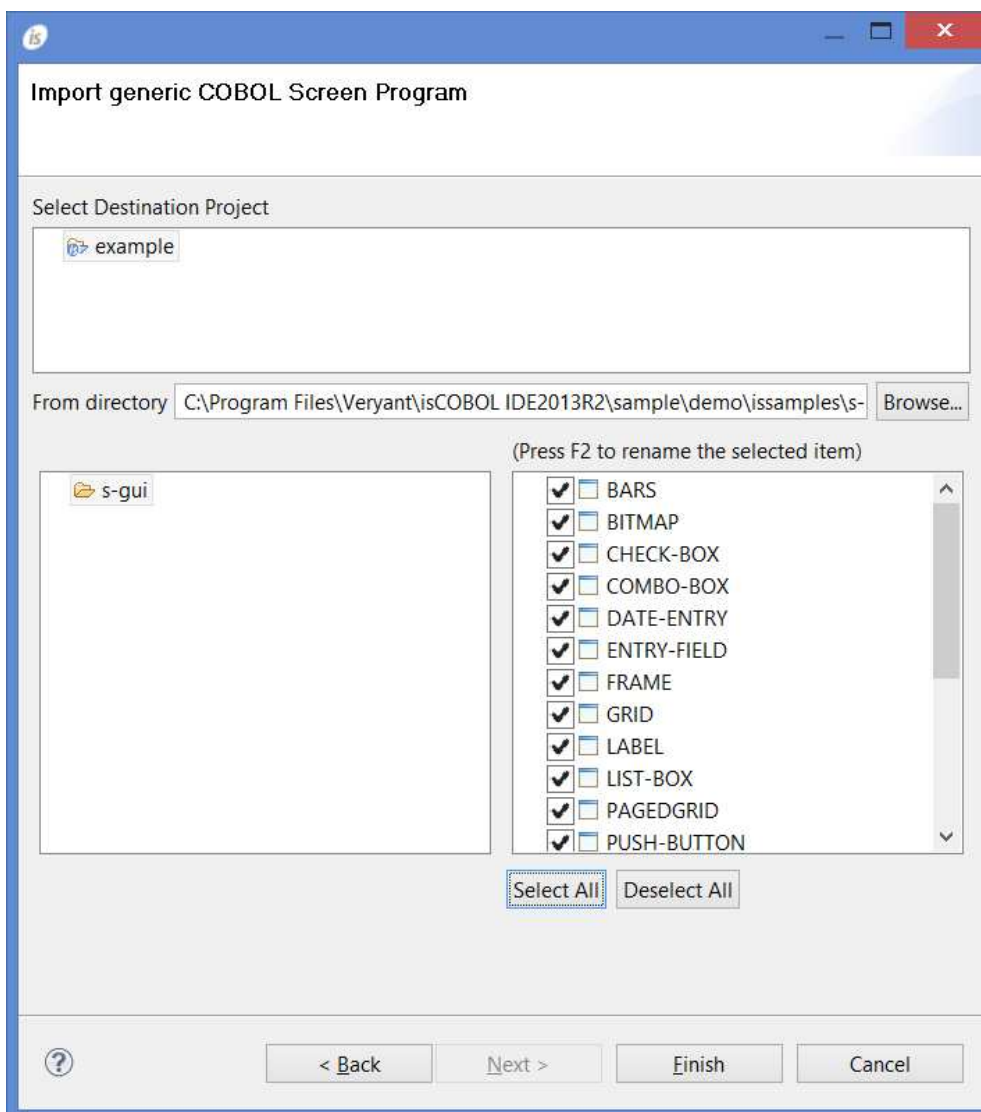 is
Import generic COBOL Screen Program
Select Destination Project
example
From directory C:\Program Files\Veryant\isCOBOL IDE2013R2\sample\demo\issamples\s- Browse...
(Press F2 to rename the selected item)
s-gui
BARS
BITMAP
CHECK-BOX
COMBO-BOX
DATE-ENTRY
ENTRY-FIELD
FRAME
GRID
LABEL
LIST-BOX
PAGEDGRID
PUSH-BUTTON
Select All Deselect All
? < Back Next > Finish Cancel